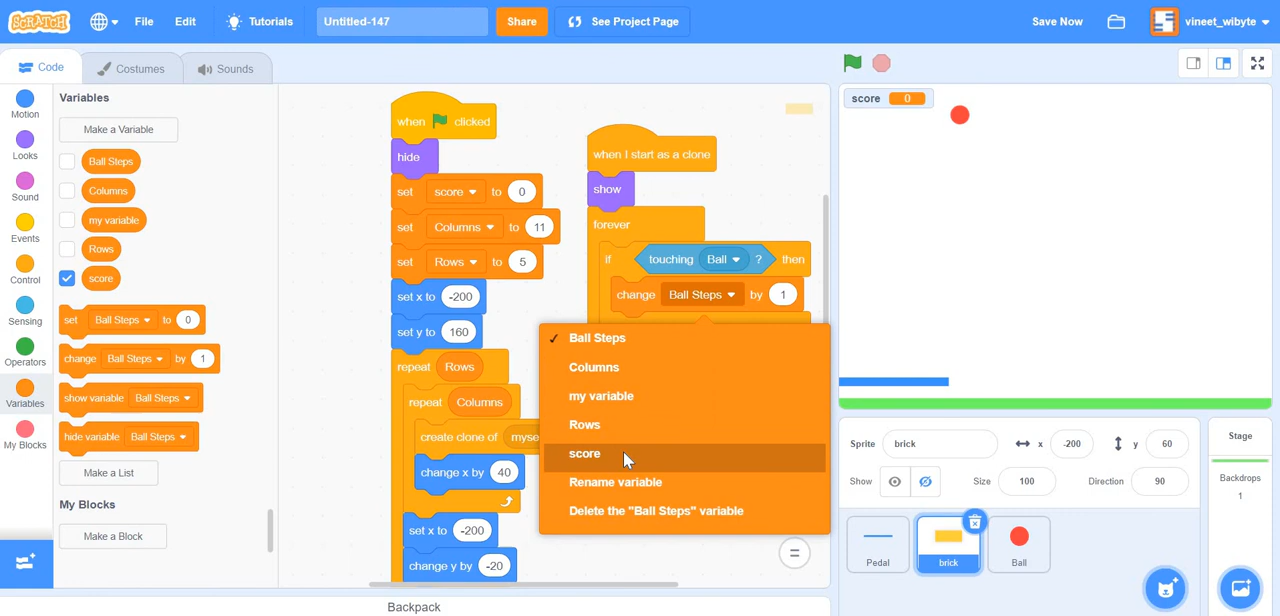 SCRATCH File Edit Tutorials Untitled-147 Share See Project Page Save Now vineet_wibyte
Code Costumes Sounds
Motion
Looks
Sound
Events
Control
Sensing
Operators
Variables
My Blocks
Variables
Make a Variable
Ball Steps
Columns
my variable
Rows
score
set Ball Steps to 0
change Ball Steps by 1
show variable Ball Steps
hide variable Ball Steps
Make a List
My Blocks
Make a Block
when clicked
hide
set score to 0
set Columns to 11
set Rows to 5
set x to -200
set y to 160
repeat Rows
repeat Columns
create clone of myse
change x by 40
set x to -200
change y by -20
when I start as a clone
show
forever
if touching Ball ? then
change Ball Steps by 1
✓ Ball Steps
Columns
my variable
Rows
score
Rename variable
Delete the "Ball Steps" variable
Backpack
score 0
Sprite brick x -200 y 60
Show Size 100 Direction 90
Pedal
brick
Ball
Stage
Backdrops
1